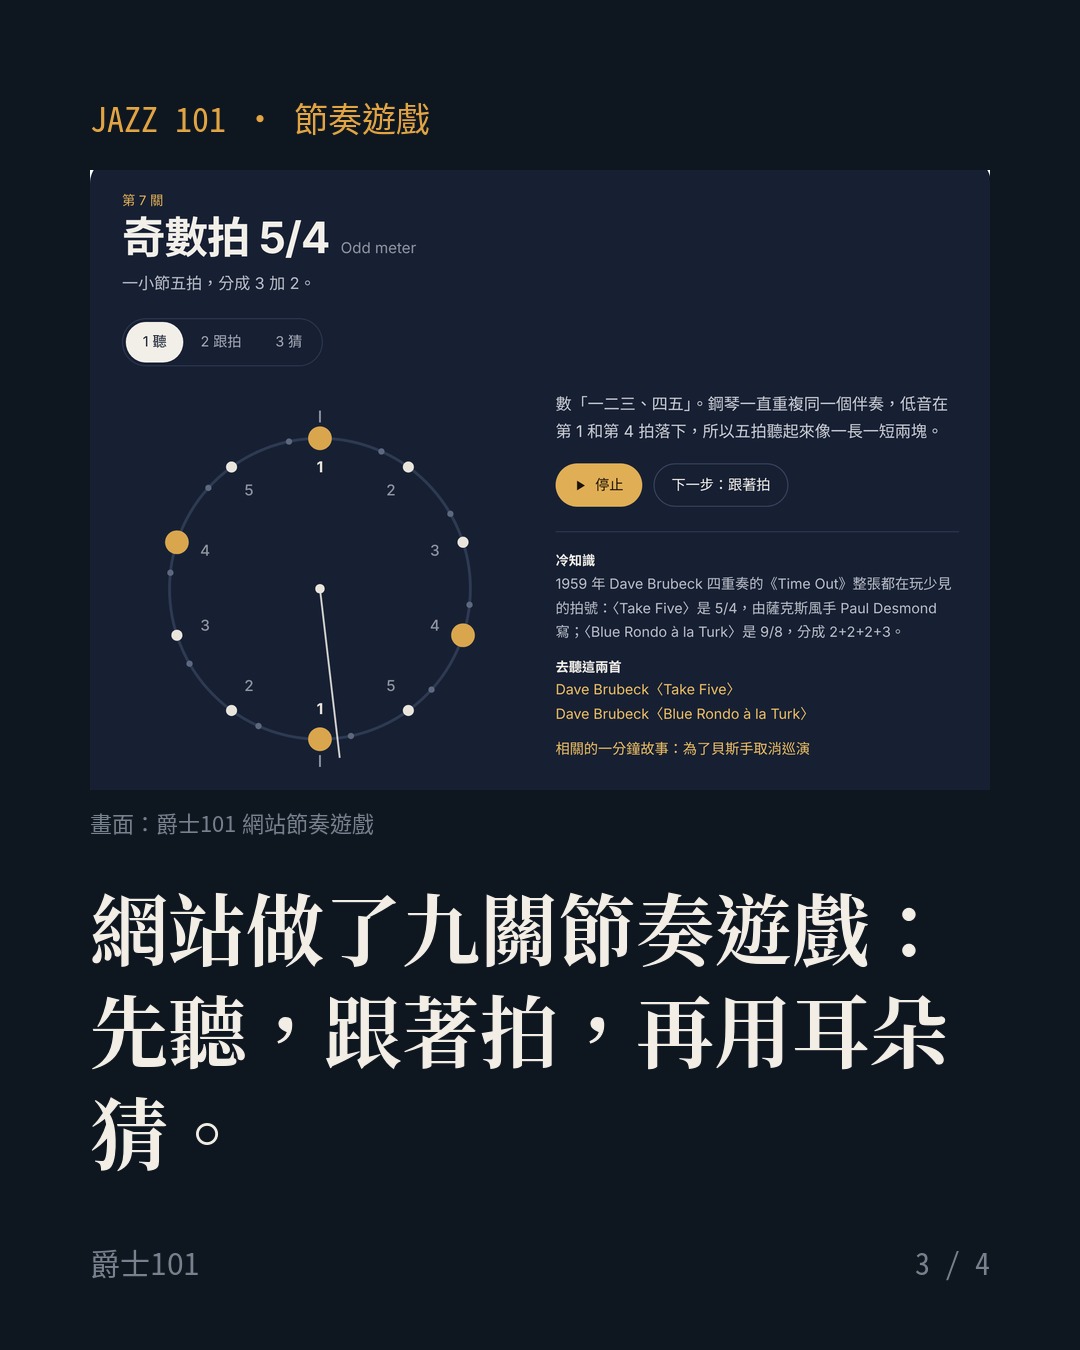 JAZZ 101 · 節奏遊戲
第 7 關
奇數拍 5/4 Odd meter
一小節五拍，分成 3 加 2。
1 聽 2 跟拍 3 猜
數「一二三、四五」。鋼琴一直重複同一個伴奏，低音在
第 1 和第 4 拍落下，所以五拍聽起來像一長一短兩塊。
停止 下一步：跟著拍
1
5 2
4 3
3 4
2 5
1
冷知識
1959 年 Dave Brubeck 四重奏的《Time Out》整張都在玩少見
的拍號：〈Take Five〉是 5/4，由薩克斯風手 Paul Desmond
寫；〈Blue Rondo à la Turk〉是 9/8，分成 2+2+2+3。
去聽這兩首
Dave Brubeck〈Take Five〉
Dave Brubeck〈Blue Rondo à la Turk〉
相關的一分鐘故事：為了貝斯手取消巡演
畫面：爵士101 網站節奏遊戲
網站做了九關節奏遊戲：
先聽，跟著拍，再用耳朵
猜。
爵士101
3 / 4